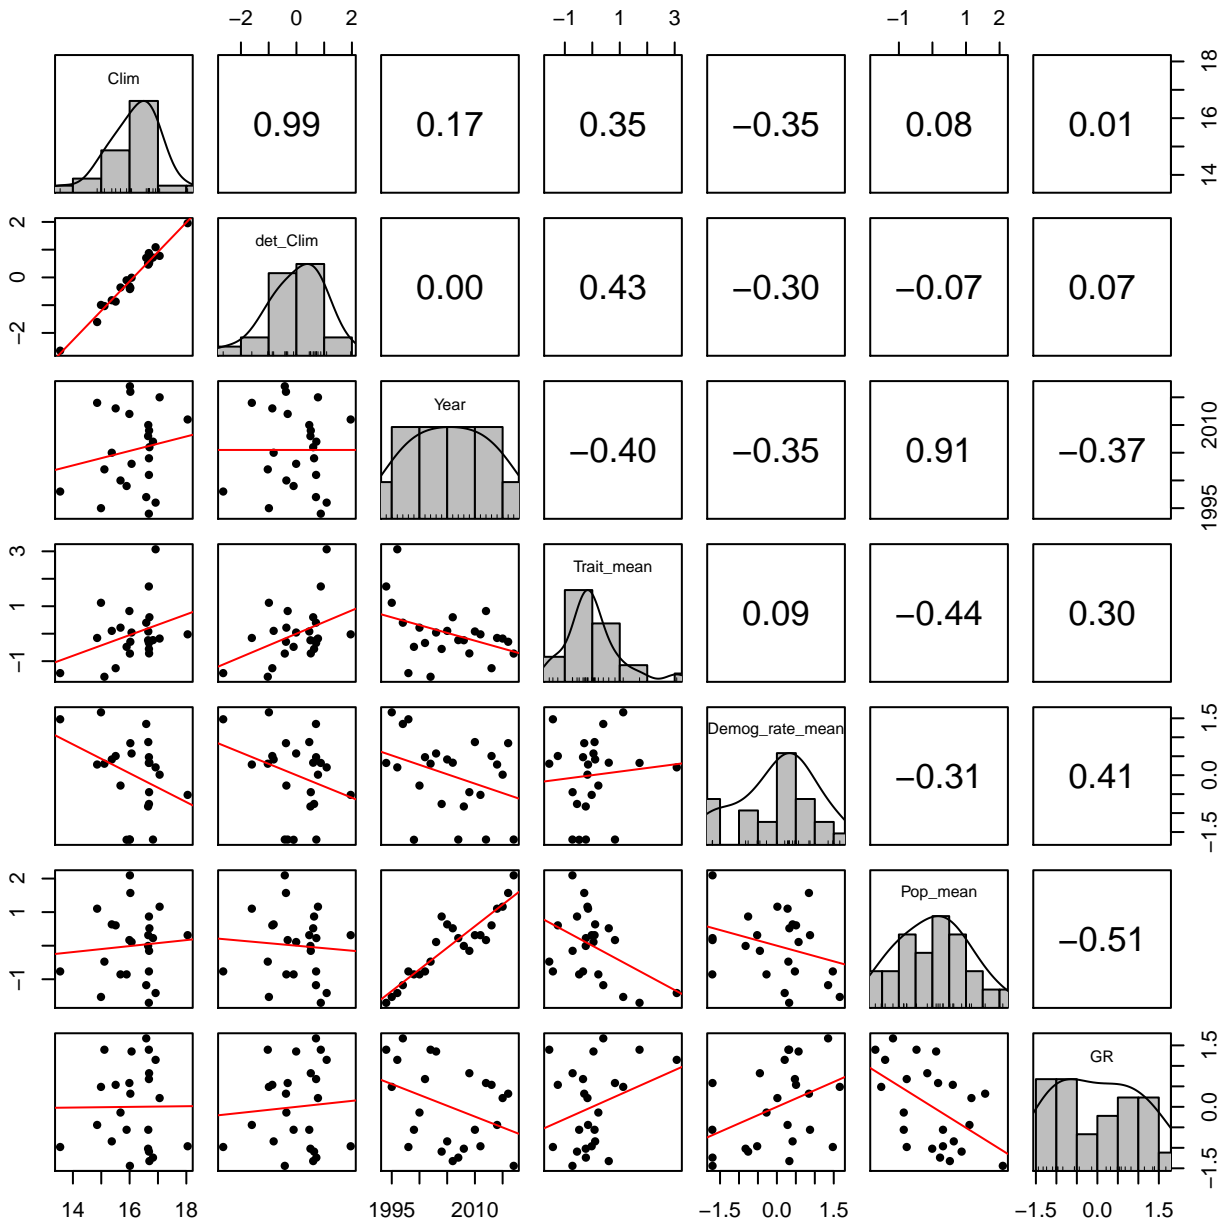 −2 0 2 −1 1 3 −1 1 2
Clim 0.99 0.17 0.35 −0.35 0.08 0.01 14 16 18
−2 0 2 det_Clim 0.00 0.43 −0.30 −0.07 0.07
Year −0.40 −0.35 0.91 −0.37 1995 2010
−1 1 3 Trait_mean 0.09 −0.44 0.30
Demog_rate_mean −0.31 0.41 −1.5 0.0 1.5
−1 1 2 Pop_mean −0.51
GR −1.5 0.0 1.5
14 16 18 1995 2010 −1.5 0.0 1.5 −1.5 0.0 1.5